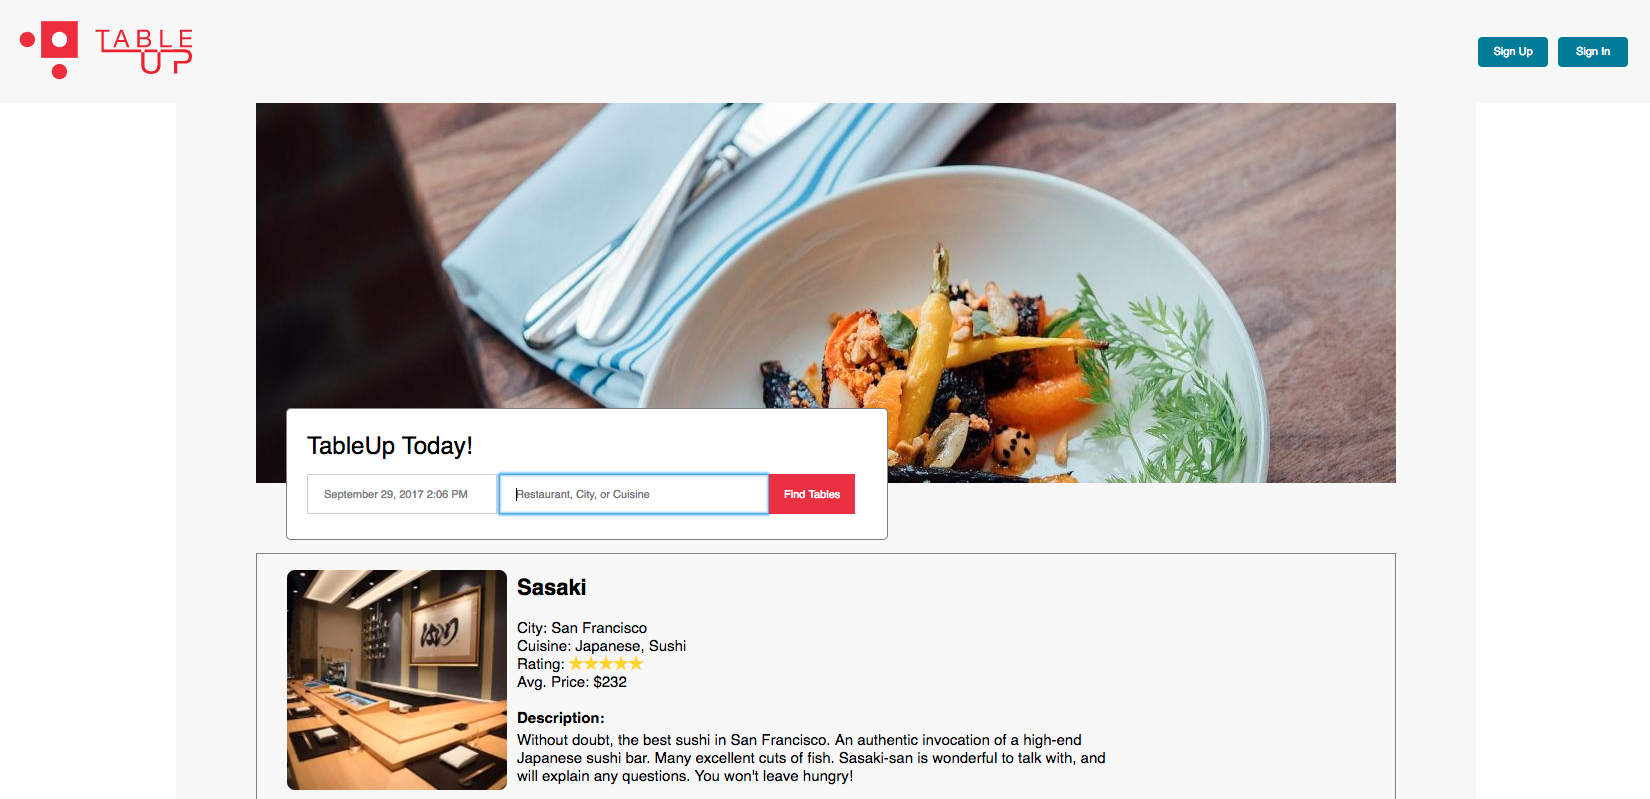 TABLE
UP
Sign Up
Sign In
TableUp Today!
September 29, 2017 2:06 PM
Restaurant, City, or Cuisine
Find Tables
Sasaki
City: San Francisco
Cuisine: Japanese, Sushi
Rating: ★★★★★
Avg. Price: $232
Description:
Without doubt, the best sushi in San Francisco. An authentic invocation of a high-end
Japanese sushi bar. Many excellent cuts of fish. Sasaki-san is wonderful to talk with, and
will explain any questions. You won't leave hungry!